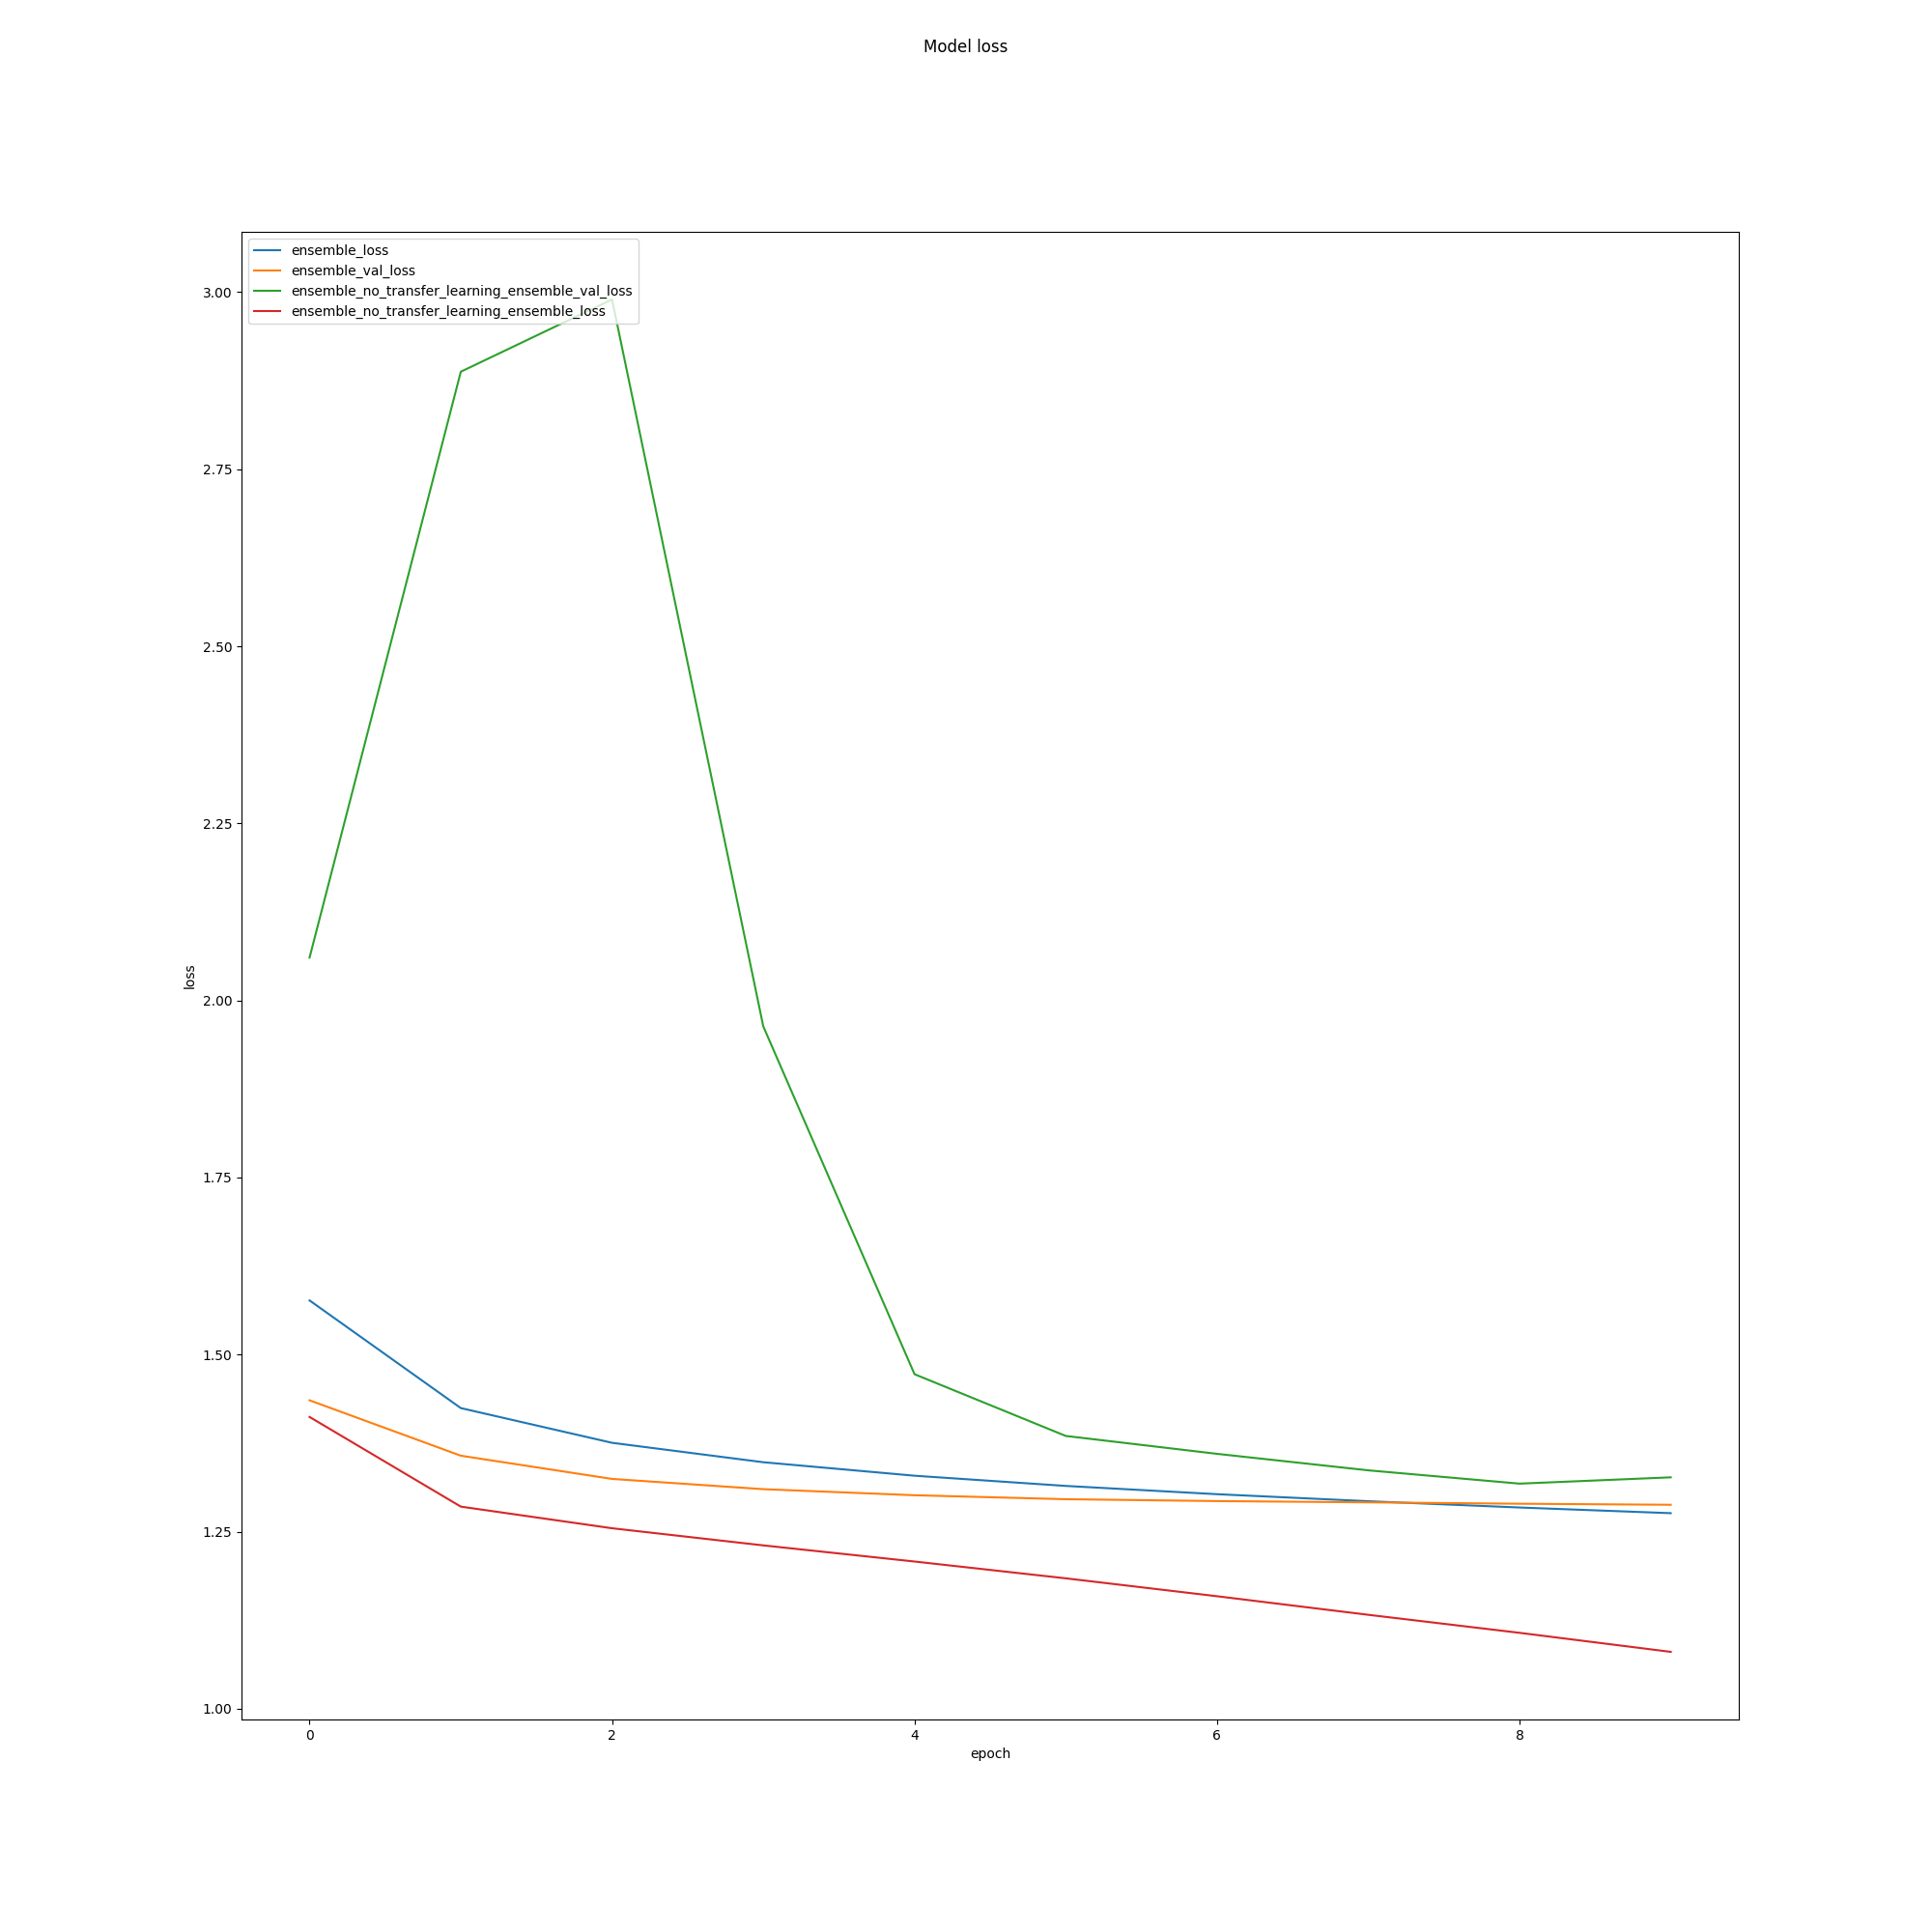 Model loss
ensemble_loss
ensemble_val_loss
ensemble_no_transfer_learning_ensemble_val_loss
ensemble_no_transfer_learning_ensemble_loss
3.00
2.75
2.50
2.25
2.00
1.75
1.50
1.25
1.00
loss
0 2 4 6 8
epoch